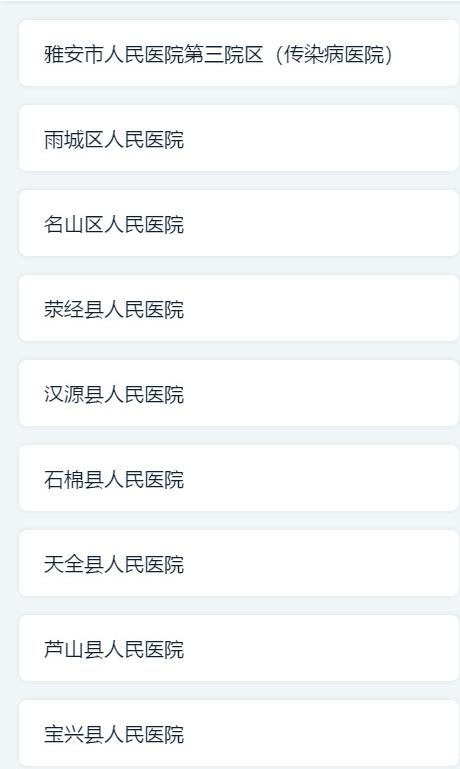 雅安市人民医院第三院区（传染病医院）
雨城区人民医院
名山区人民医院
荥经县人民医院
汉源县人民医院
石棉县人民医院
天全县人民医院
芦山县人民医院
宝兴县人民医院